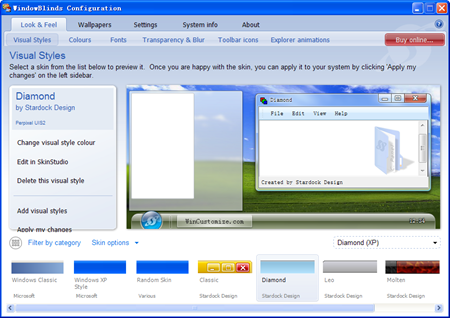 WindowBlinds Configuration
Look & Feel Wallpapers Settings System info About
Visual Styles Colours Fonts Transparency & Blur Toolbar icons Explorer animations Buy online...
Visual Styles
Select a skin from the list below to preview it. Once you are happy with the skin, you can apply it to your system by clicking 'Apply my
changes' on the left sidebar.
Diamond
by Stardock Design
Perpixel UIS2
Change visual style colour
Edit in SkinStudio
Delete this visual style
Add visual styles
Apply my changes
Diamond
File Edit View Help
Created by Stardock Design
WinCustomize.com
Filter by category Skin options Diamond (XP)
Windows Classic
Microsoft
Windows XP
Style
Microsoft
Random Skin
Various
Classic
Stardock Design
Diamond
Stardock Design
Leo
Stardock Design
Molten
Stardock Design